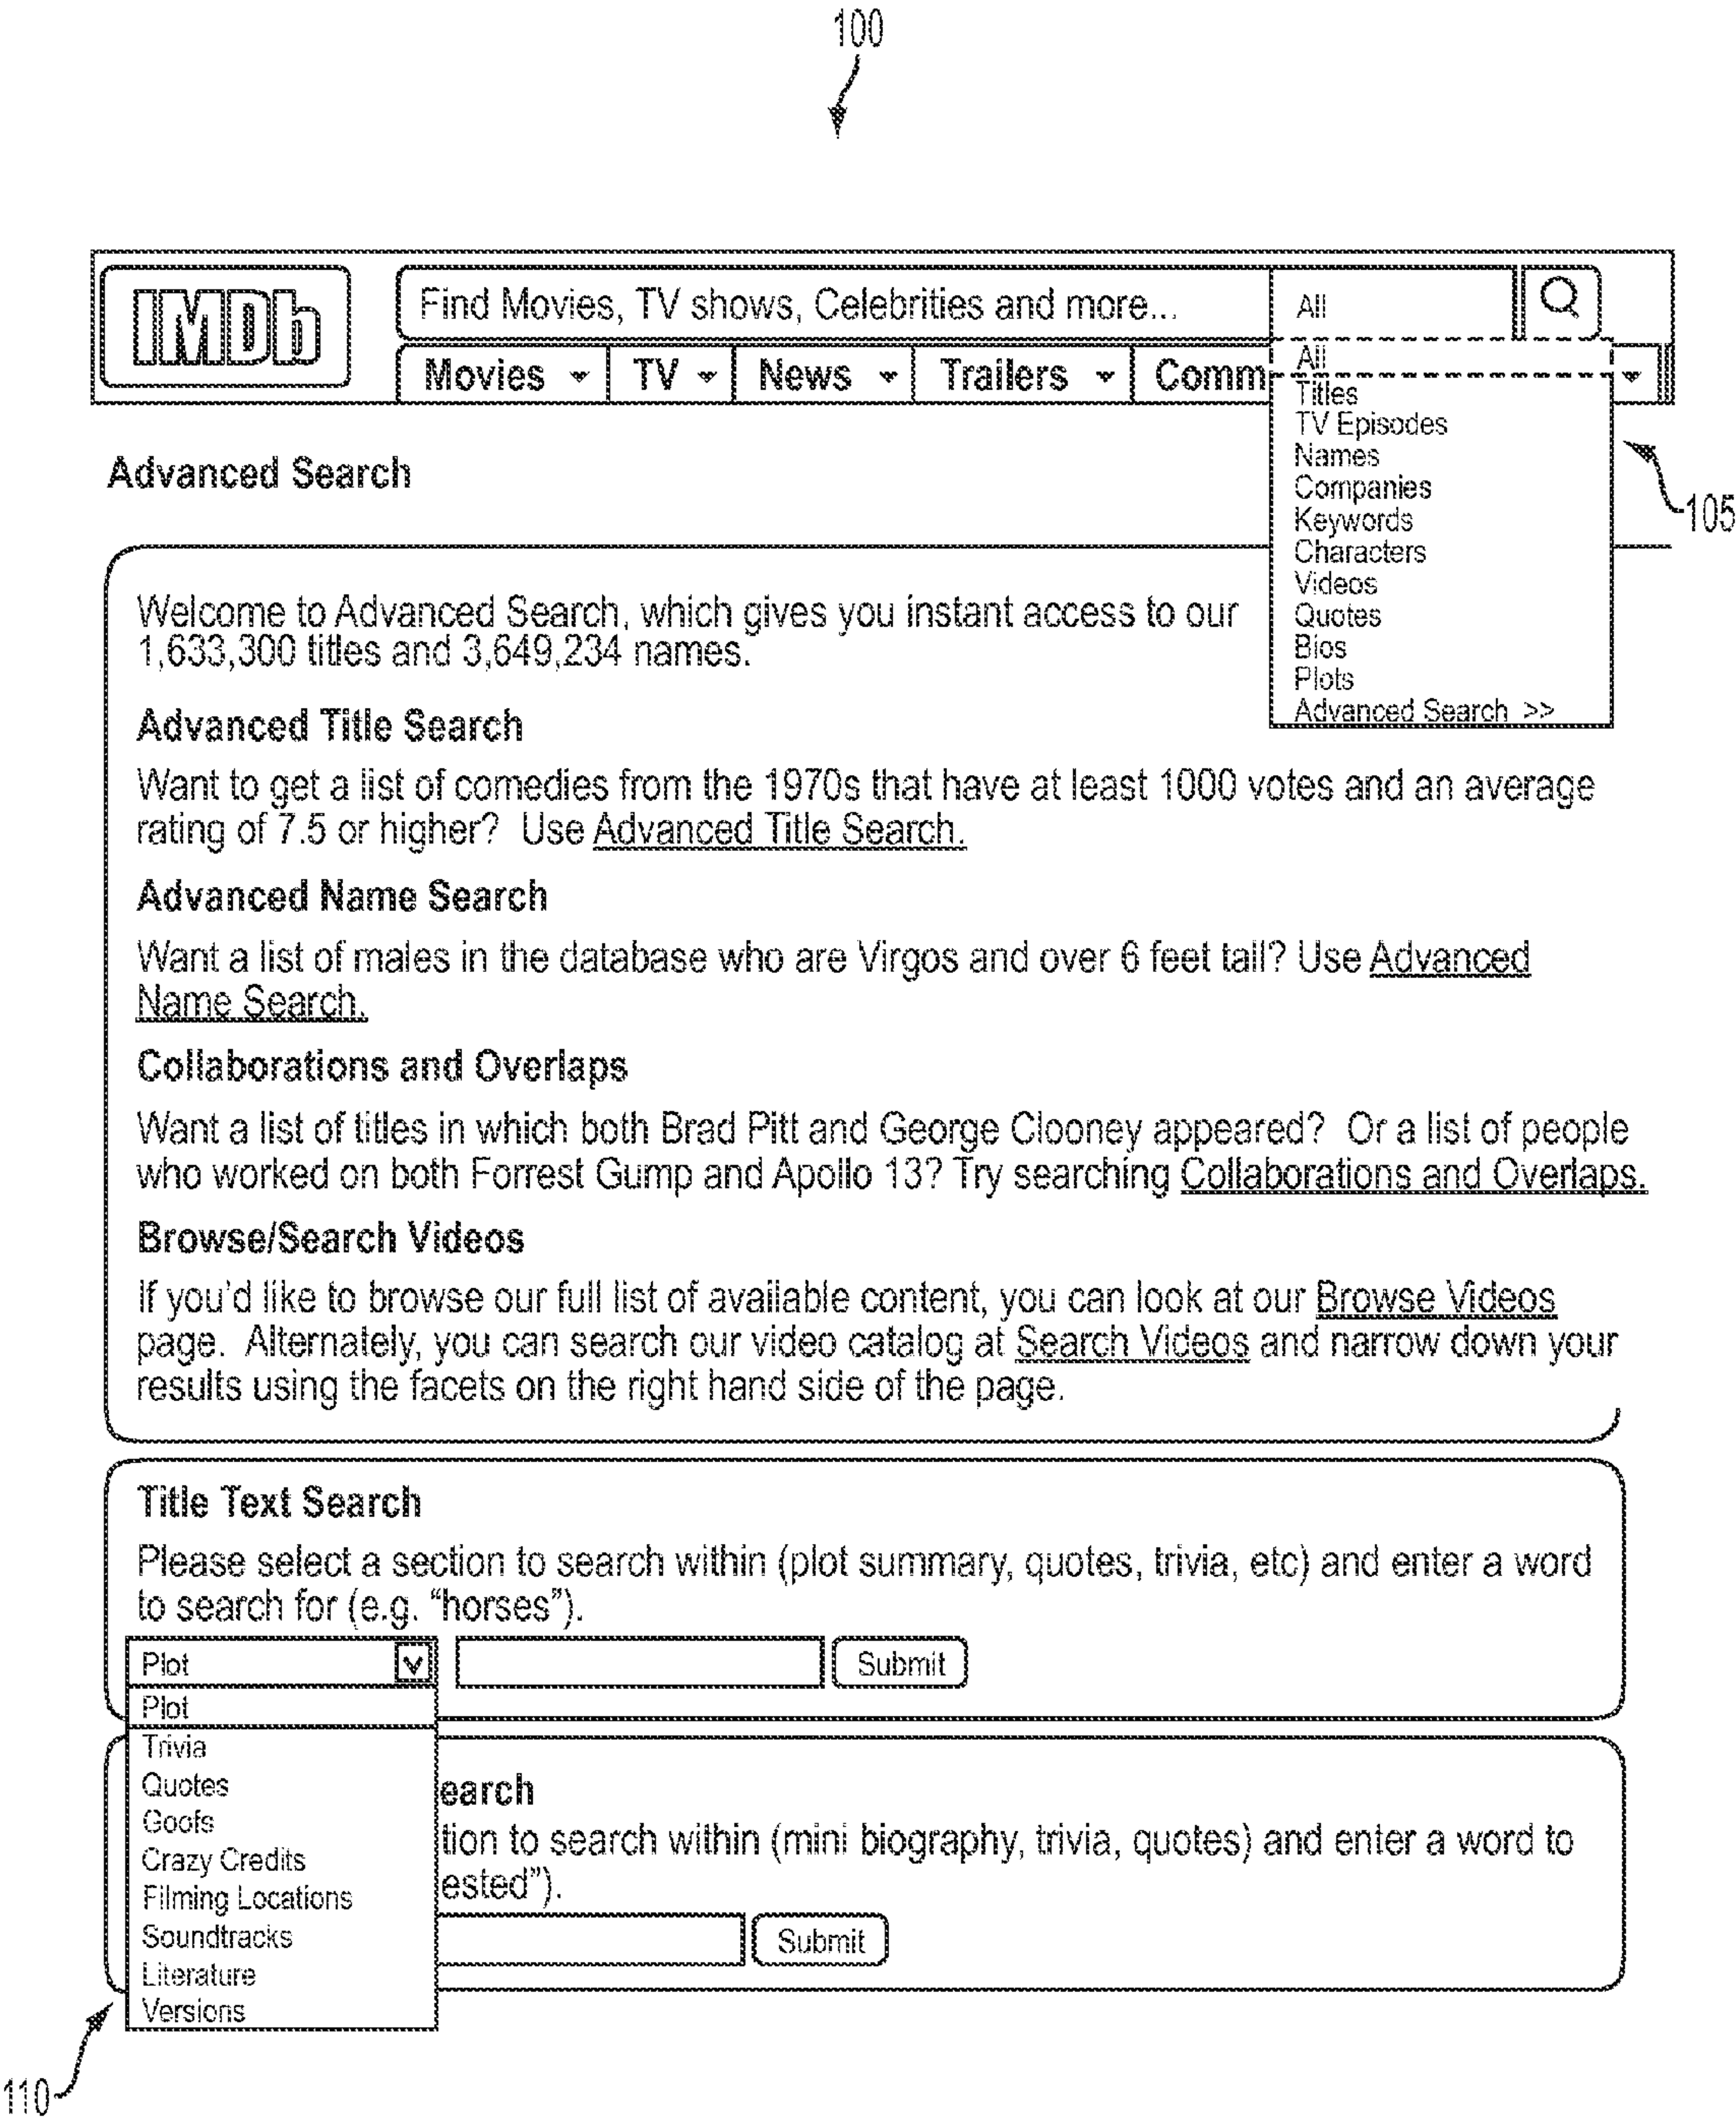 100
IMDb
Find Movies, TV shows, Celebrities and more...
All
Movies
TV
News
Trailers
Comm
All
Titles
TV Episodes
Names
Companies
Keywords
Characters
Videos
Quotes
Bios
Plots
Advanced Search >>
105
Advanced Search
Welcome to Advanced Search, which gives you instant access to our
1,633,300 titles and 3,649,234 names.
Advanced Title Search
Want to get a list of comedies from the 1970s that have at least 1000 votes and an average
rating of 7.5 or higher? Use Advanced Title Search.
Advanced Name Search
Want a list of males in the database who are Virgos and over 6 feet tall? Use Advanced
Name Search.
Collaborations and Overlaps
Want a list of titles in which both Brad Pitt and George Clooney appeared? Or a list of people
who worked on both Forrest Gump and Apollo 13? Try searching Collaborations and Overlaps.
Browse/Search Videos
If you'd like to browse our full list of available content, you can look at our Browse Videos
page. Alternately, you can search our video catalog at Search Videos and narrow down your
results using the facets on the right hand side of the page.
Title Text Search
Please select a section to search within (plot summary, quotes, trivia, etc) and enter a word
to search for (e.g. “horses”).
Plot
Submit
Plot
Trivia
Quotes
Goofs
Crazy Credits
Filming Locations
Soundtracks
Literature
Versions
earch
tion to search within (mini biography, trivia, quotes) and enter a word to
ested”).
Submit
110